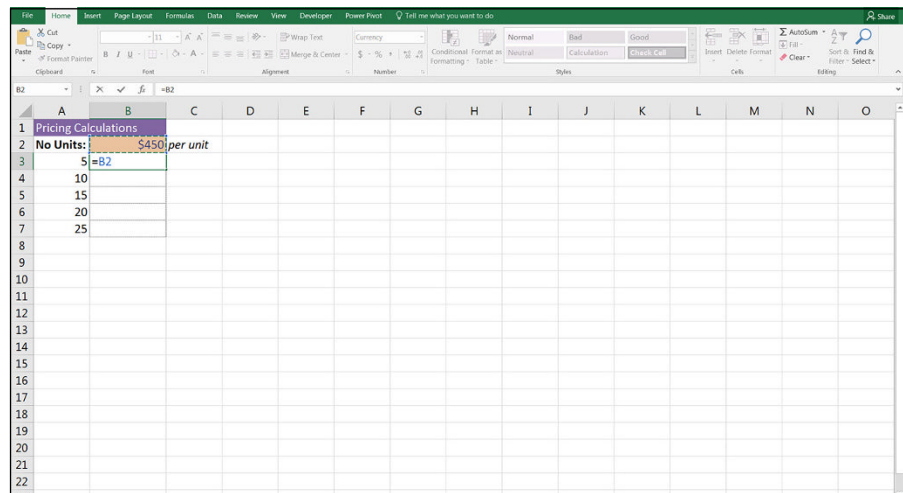 File Home Insert Page Layout Formulas Data Review View Developer Power Pivot Tell me what you want to do Share
Paste
Cut
Copy
Format Painter
11
Wrap Text
Merge & Center
Currency
$ % ,
Conditional Formatting
Format as Table
Normal Bad Good
Neutral Calculation Check Cell
Insert Delete Format
AutoSum
Fill
Clear
Sort & Filter
Find & Select
Clipboard Font Alignment Number Styles Cells Editing
B2 fx =B2
A B C D E F G H I J K L M N O
1 Pricing Calculations
2 No Units: $450 per unit
3 5 =B2
4 10
5 15
6 20
7 25
8
9
10
11
12
13
14
15
16
17
18
19
20
21
22